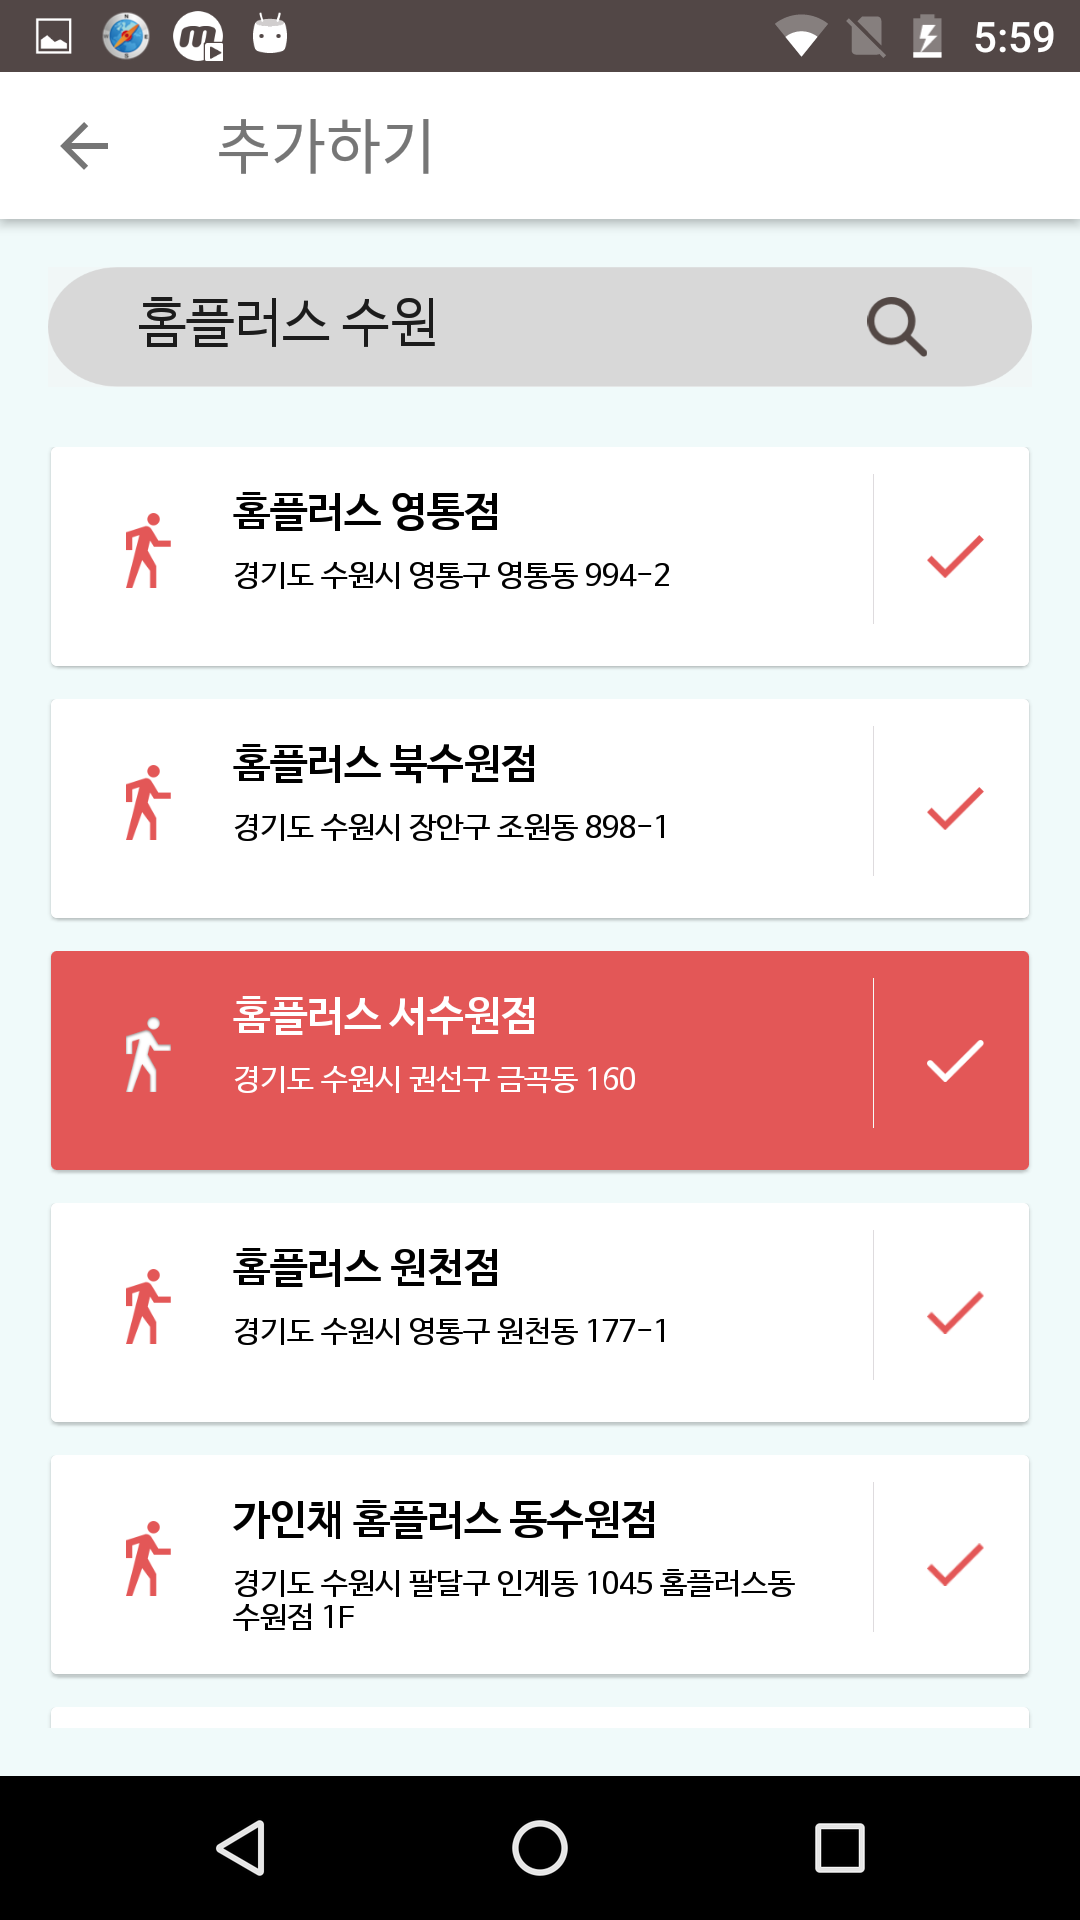 5:59
추가하기
홈플러스 수원
홈플러스 영통점
경기도 수원시 영통구 영통동 994-2
홈플러스 북수원점
경기도 수원시 장안구 조원동 898-1
홈플러스 서수원점
경기도 수원시 권선구 금곡동 160
홈플러스 원천점
경기도 수원시 영통구 원천동 177-1
가인채 홈플러스 동수원점
경기도 수원시 팔달구 인계동 1045 홈플러스동
수원점 1F